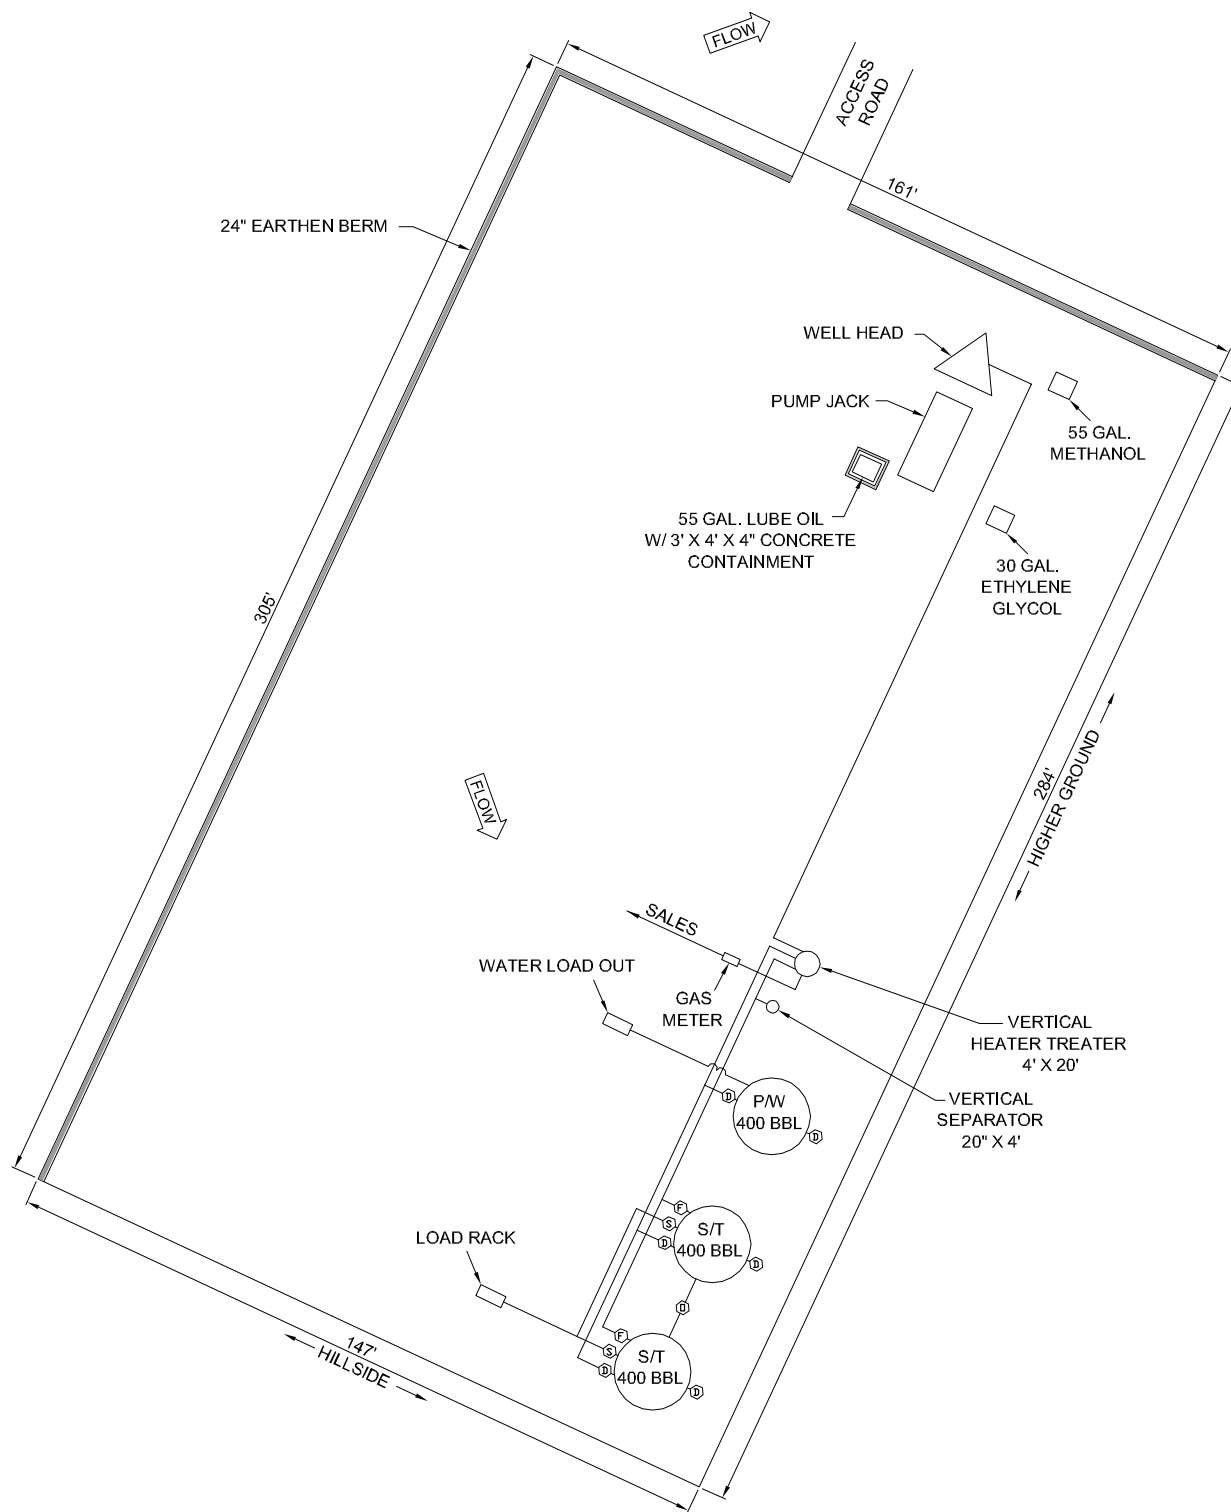 FLOW
ACCESS
ROAD
161'
24" EARTHEN BERM
WELL HEAD
PUMP JACK
55 GAL.
METHANOL
55 GAL. LUBE OIL
W/ 3' X 4' X 4" CONCRETE
CONTAINMENT
30 GAL.
ETHYLENE
GLYCOL
305'
284'
HIGHER GROUND
FLOW
SALES
WATER LOAD OUT
GAS
METER
VERTICAL
HEATER TREATER
4' X 20'
VERTICAL
SEPARATOR
20" X 4'
D
P/W
400 BBL
D
F
S
D
S/T
400 BBL
D
LOAD RACK
O
F
S
D
S/T
400 BBL
D
147'
HILLSIDE